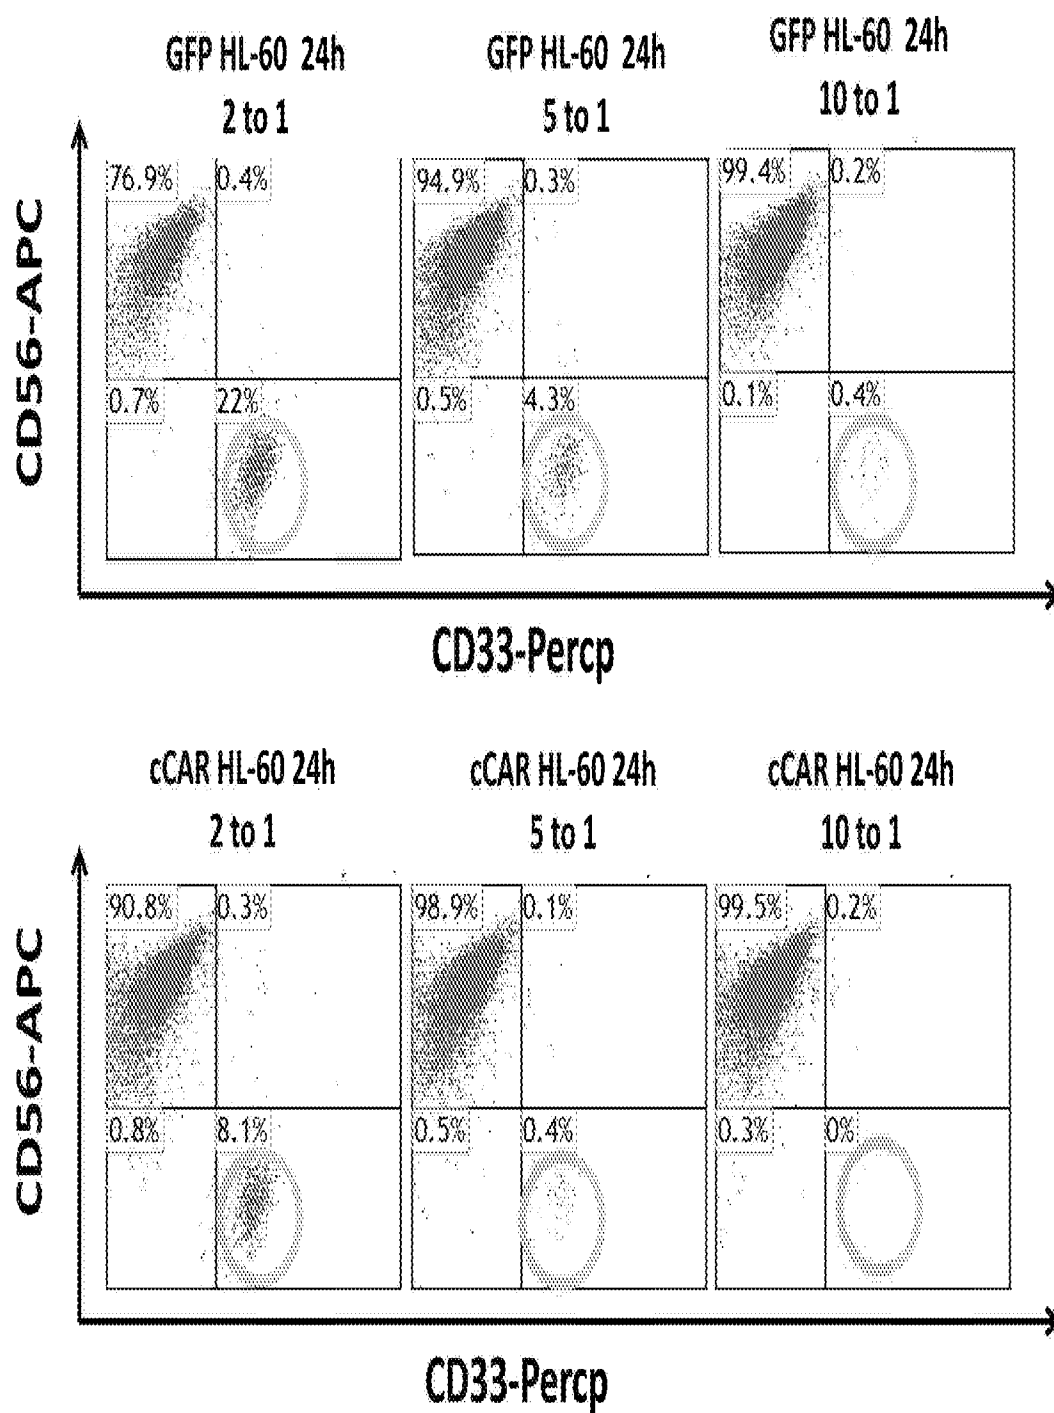 GFP HL-60 24h
2 to 1
GFP HL-60 24h
5 to 1
GFP HL-60 24h
10 to 1
CD56-APC
76.9% 0.4%
94.9% 0.3%
99.4% 0.2%
0.7% 22%
0.5% 4.3%
0.1% 0.4%
CD33-Percp
cCAR HL-60 24h
2 to 1
cCAR HL-60 24h
5 to 1
cCAR HL-60 24h
10 to 1
CD56-APC
90.8% 0.3%
98.9% 0.1%
99.5% 0.2%
0.8% 8.1%
0.5% 0.4%
0.3% 0%
CD33-Percp